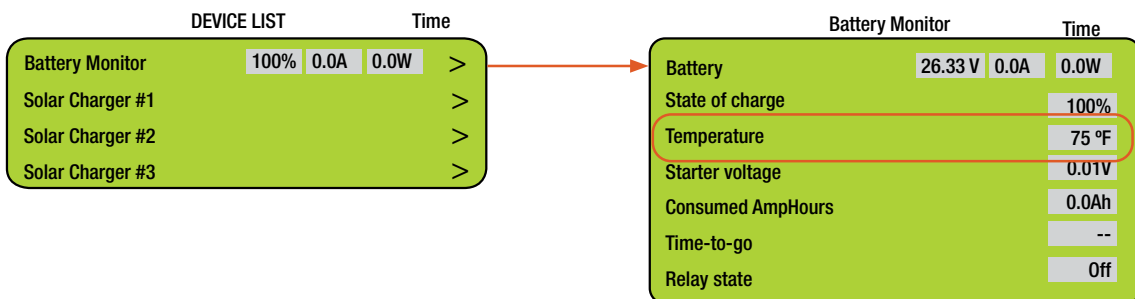 DEVICE LIST Time
Battery Monitor 100% 0.0A 0.0W >
Solar Charger #1 >
Solar Charger #2 >
Solar Charger #3 >
Battery Monitor Time
Battery 26.33 V 0.0A 0.0W
State of charge 100%
Temperature 75 ºF
Starter voltage 0.01V
Consumed AmpHours 0.0Ah
Time-to-go --
Relay state Off